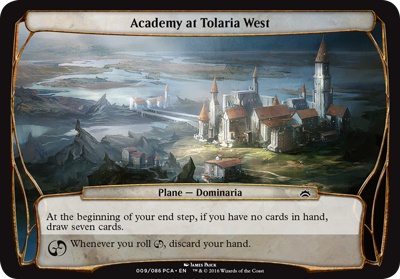 Academy at Tolaria West
Plane — Dominaria
At the beginning of your end step, if you have no cards in hand,
draw seven cards.
Whenever you roll , discard your hand.
James Paick
009/086 PCA • EN ™ & © 2016 Wizards of the Coast